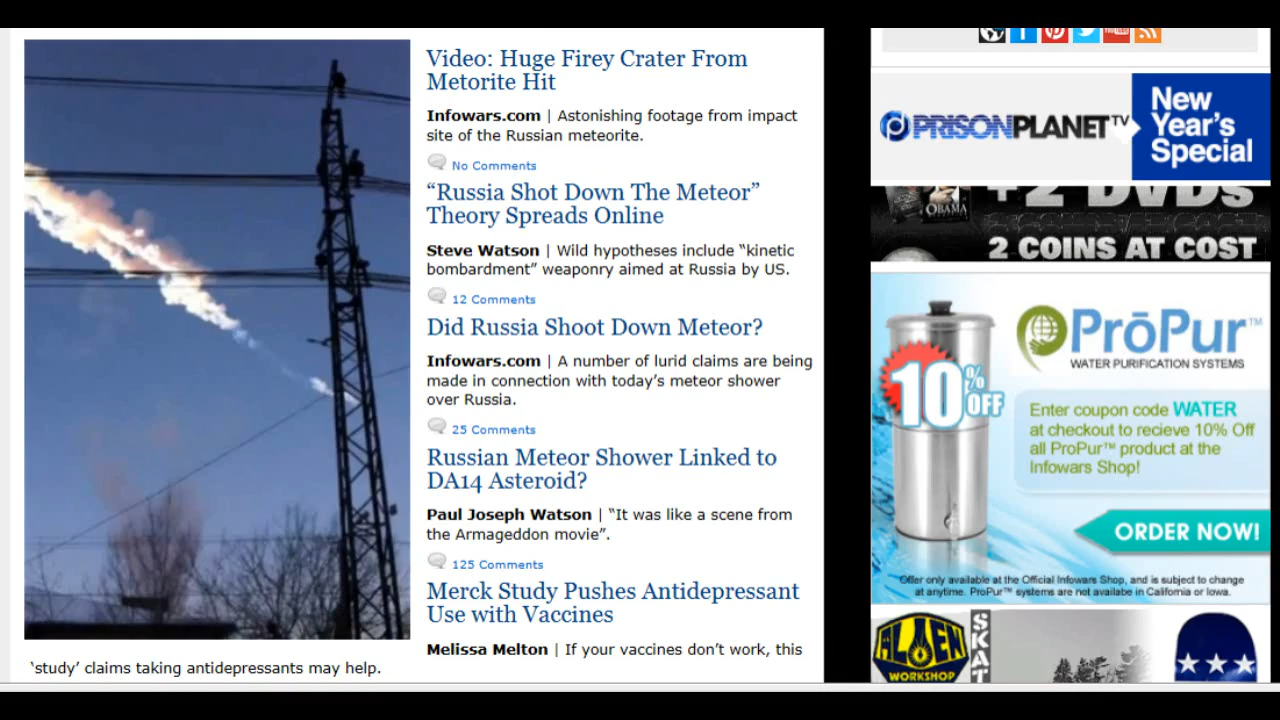 Video: Huge Firey Crater From
Metorite Hit
Infowars.com | Astonishing footage from impact
site of the Russian meteorite.
No Comments
“Russia Shot Down The Meteor”
Theory Spreads Online
Steve Watson | Wild hypotheses include “kinetic
bombardment” weaponry aimed at Russia by US.
12 Comments
Did Russia Shoot Down Meteor?
Infowars.com | A number of lurid claims are being
made in connection with today’s meteor shower
over Russia.
25 Comments
Russian Meteor Shower Linked to
DA14 Asteroid?
Paul Joseph Watson | “It was like a scene from
the Armageddon movie”.
125 Comments
Merck Study Pushes Antidepressant
Use with Vaccines
Melissa Melton | If your vaccines don’t work, this
‘study’ claims taking antidepressants may help.
PRISONPLANET TV
New
Year's
Special
+2 DVDS
OBAMA
2 COINS AT COST
PrōPur™
WATER PURIFICATION SYSTEMS
10% OFF
Enter coupon code WATER
at checkout to recieve 10% Off
all ProPur™ product at the
Infowars Shop!
ORDER NOW!
Offer only available at the Official Infowars Shop, and is subject to change
at anytime. ProPur™ systems are not availabe in California or Iowa.
ALIEN
WORKSHOP
SKAT